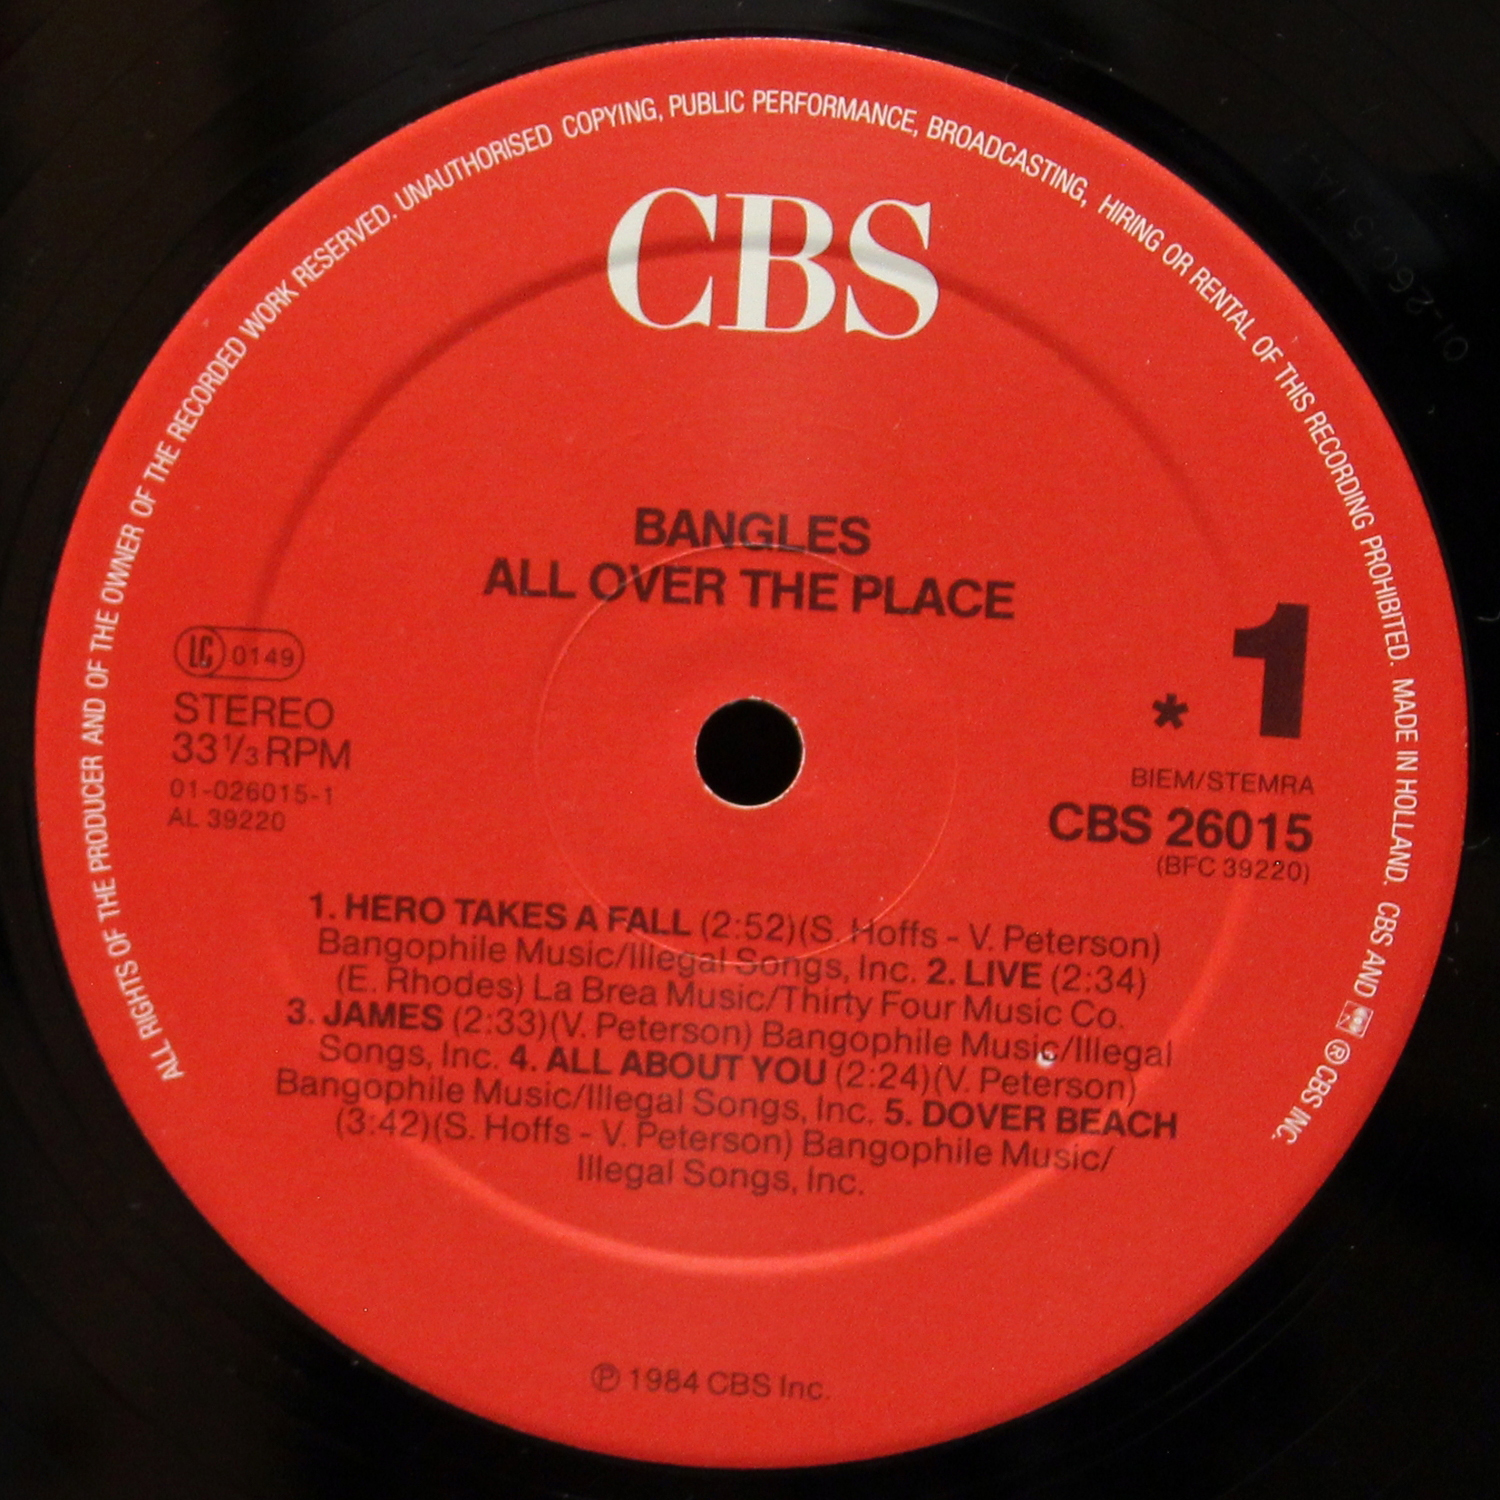 ALL RIGHTS OF THE PRODUCER AND OF THE OWNER OF THE RECORDED WORK RESERVED. UNAUTHORISED COPYING, PUBLIC PERFORMANCE, BROADCASTING, HIRING OR RENTAL OF THIS RECORDING PROHIBITED. MADE IN HOLLAND. CBS AND ® CBS INC.
CBS
BANGLES
ALL OVER THE PLACE
LC 0149
STEREO
33 1/3 RPM
01-026015-1
AL 39220
1
*
BIEM/STEMRA
CBS 26015
(BFC 39220)
1. HERO TAKES A FALL (2:52)(S. Hoffs - V. Peterson)
Bangophile Music/Illegal Songs, Inc. 2. LIVE (2:34)
(E. Rhodes) La Brea Music/Thirty Four Music Co.
3. JAMES (2:33)(V. Peterson) Bangophile Music/Illegal
Songs, Inc. 4. ALL ABOUT YOU (2:24)(V. Peterson)
Bangophile Music/Illegal Songs, Inc. 5. DOVER BEACH
(3:42)(S. Hoffs - V. Peterson) Bangophile Music/
Illegal Songs, Inc.
℗ 1984 CBS Inc.